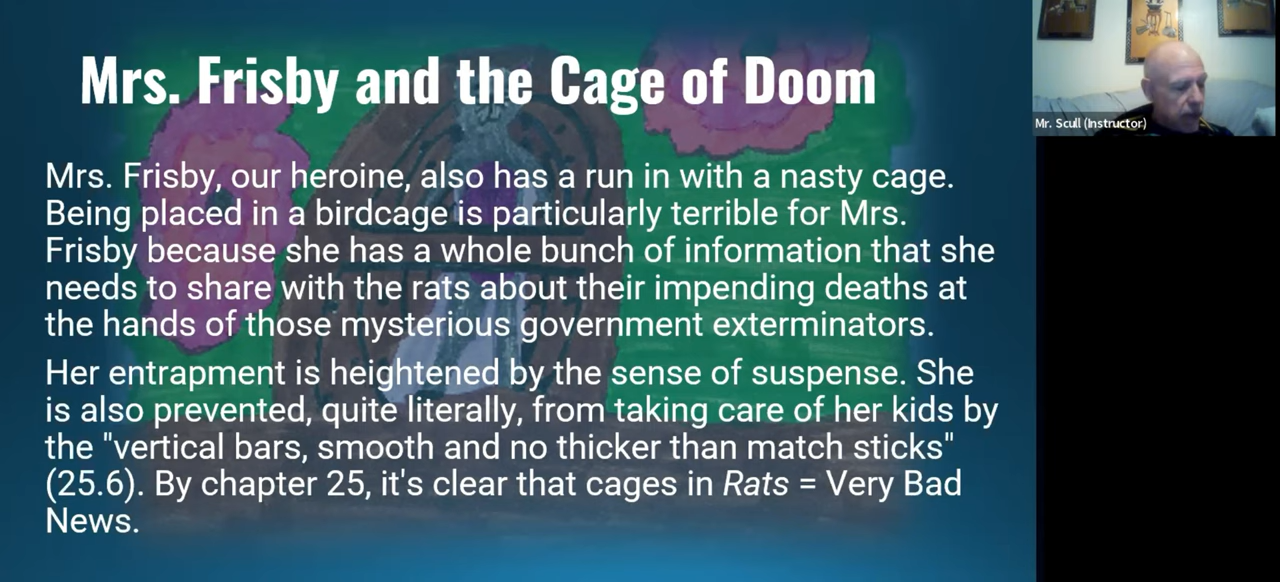 Mrs. Frisby and the Cage of Doom
Mrs. Frisby, our heroine, also has a run in with a nasty cage.
Being placed in a birdcage is particularly terrible for Mrs.
Frisby because she has a whole bunch of information that she
needs to share with the rats about their impending deaths at
the hands of those mysterious government exterminators.
Her entrapment is heightened by the sense of suspense. She
is also prevented, quite literally, from taking care of her kids by
the "vertical bars, smooth and no thicker than match sticks"
(25.6). By chapter 25, it's clear that cages in Rats = Very Bad
News.
Mr. Scull (Instructor)